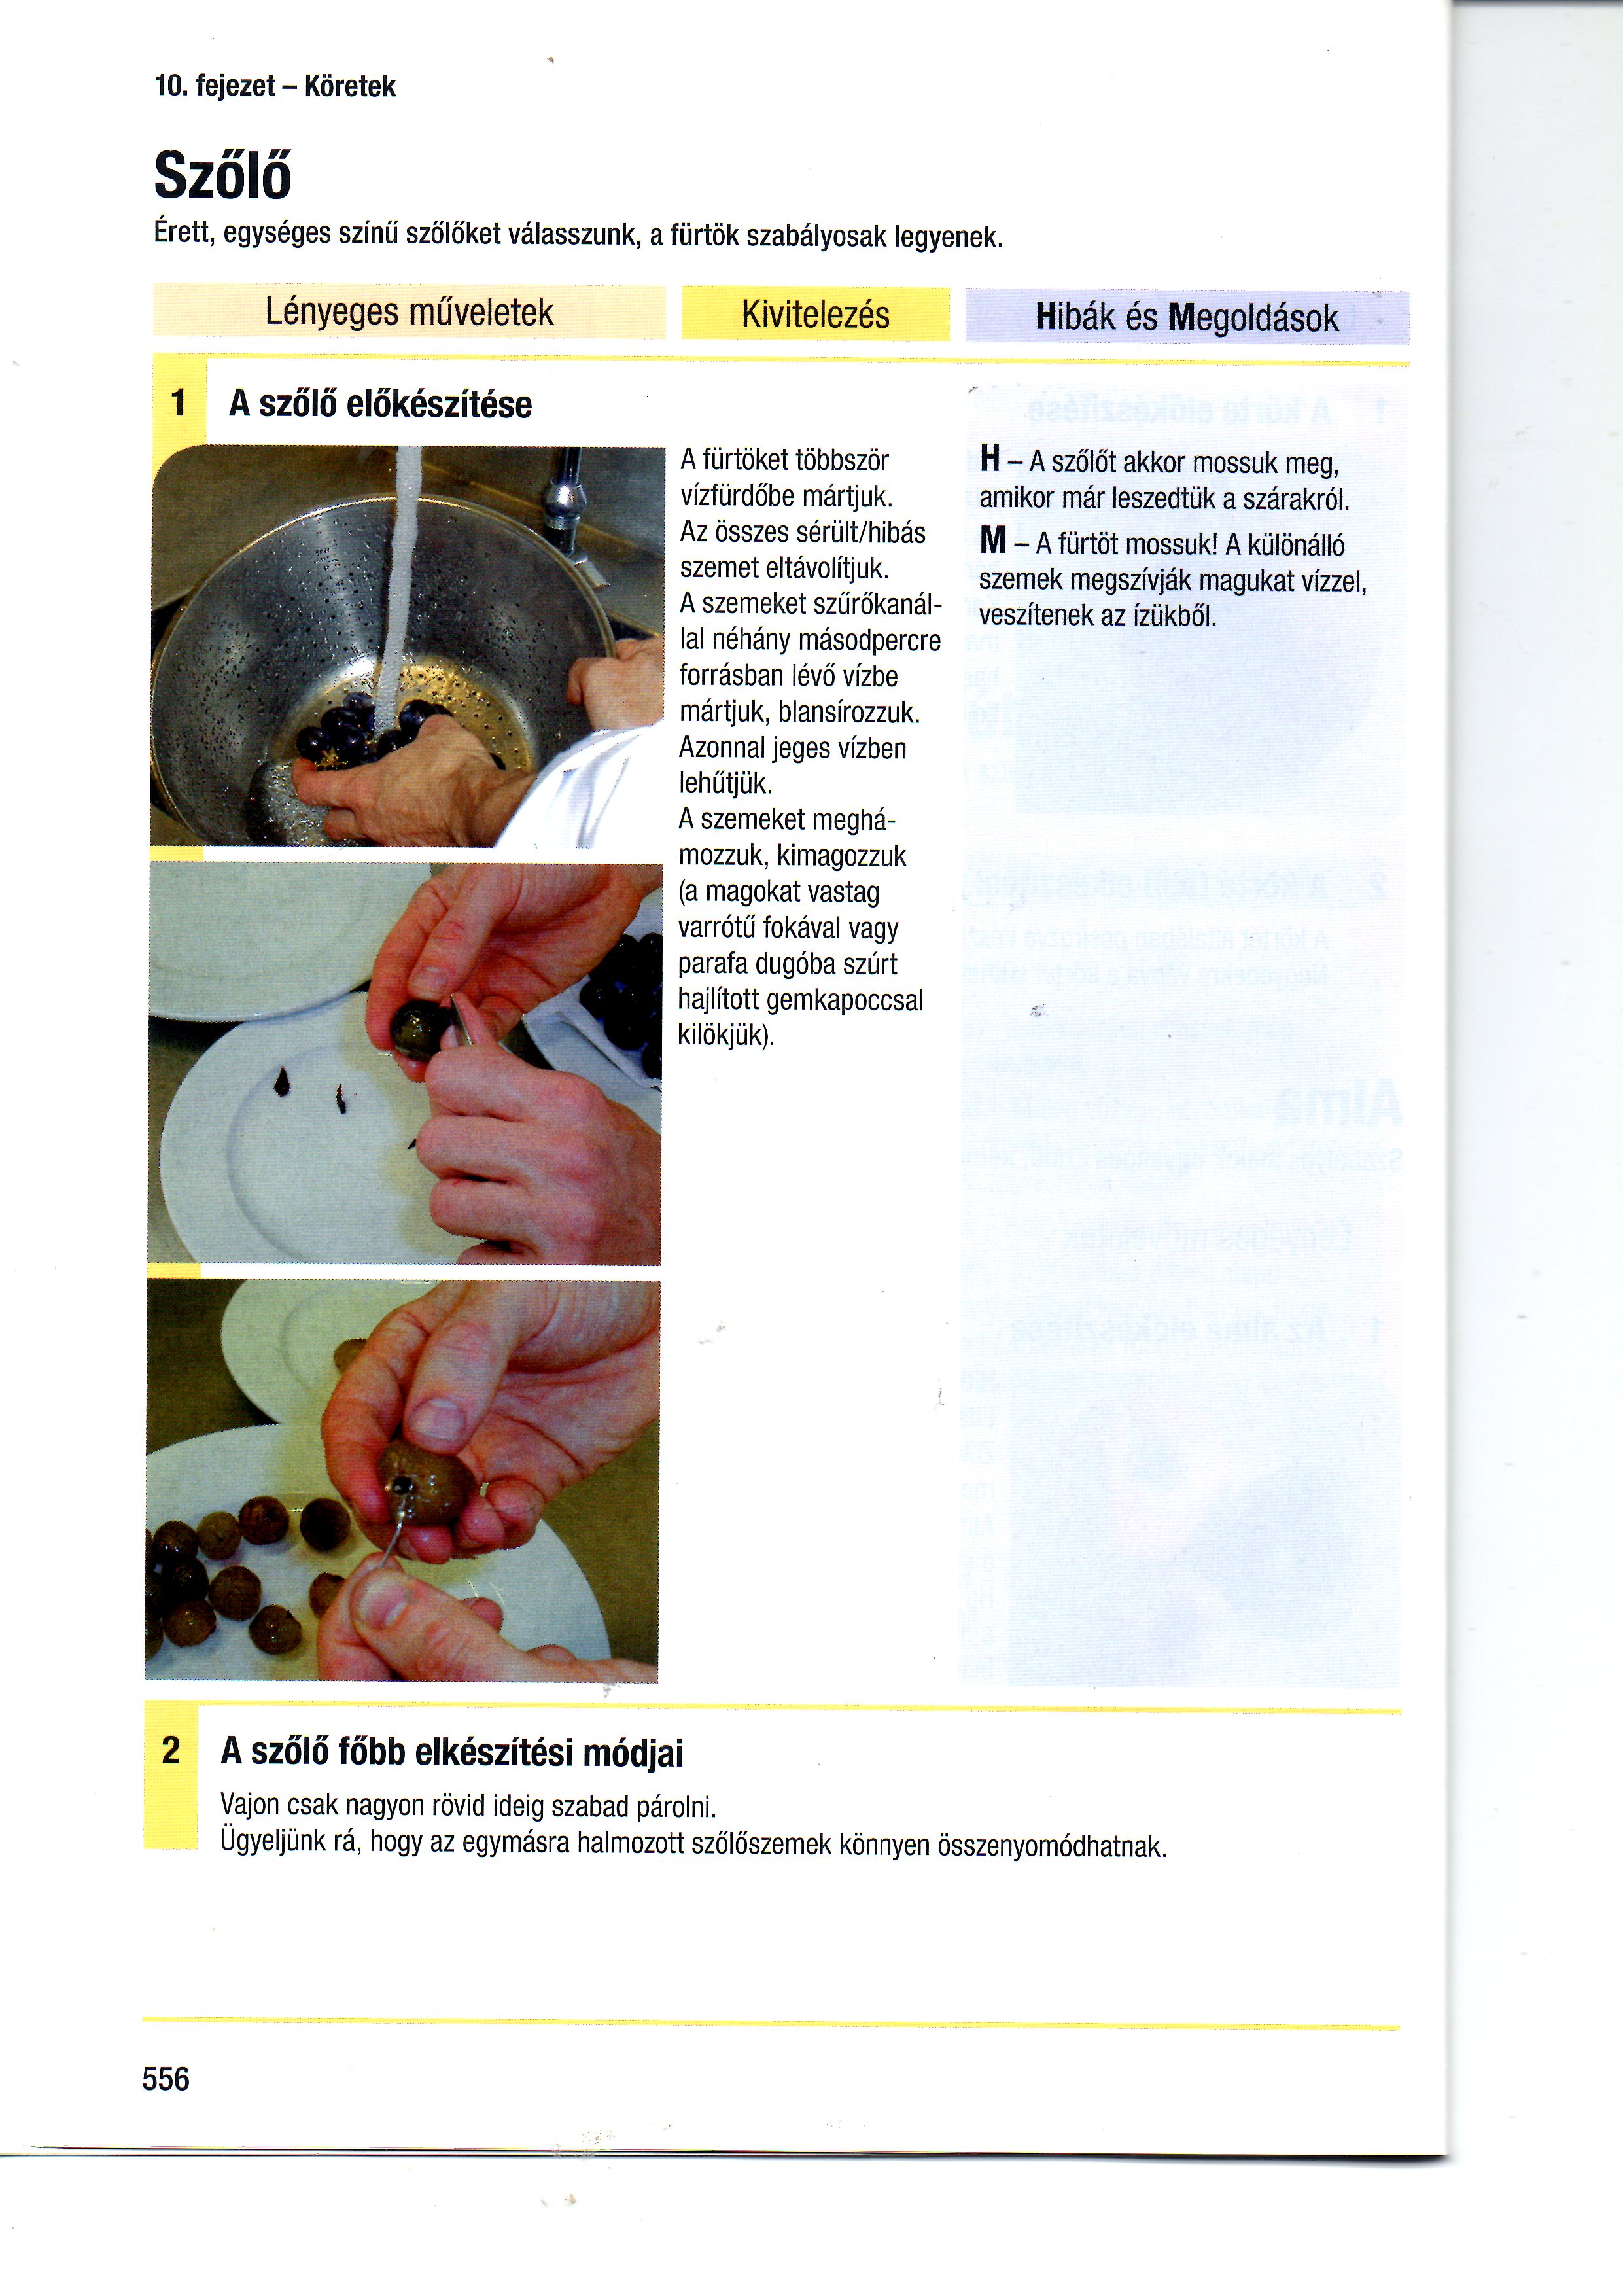 10. fejezet – Köretek
Szőlő
Érett, egységes színű szőlőket válasszunk, a fürtök szabályosak legyenek.
Lényeges műveletek
Kivitelezés
Hibák és Megoldások
1
A szőlő előkészítése
A fürtöket többször
vízfürdőbe mártjuk.
Az összes sérült/hibás
szemet eltávolítjuk.
A szemeket szűrőkanál-
lal néhány másodpercre
forrásban lévő vízbe
mártjuk, blansírozzuk.
Azonnal jeges vízben
lehűtjük.
A szemeket meghá-
mozzuk, kimagozzuk
(a magokat vastag
varrótű fokával vagy
parafa dugóba szúrt
hajlított gemkapoccsal
kilökjük).
H – A szőlőt akkor mossuk meg,
amikor már leszedtük a szárakról.
M – A fürtöt mossuk! A különálló
szemek megszívják magukat vízzel,
veszítenek az ízükből.
2
A szőlő főbb elkészítési módjai
Vajon csak nagyon rövid ideig szabad párolni.
Ügyeljünk rá, hogy az egymásra halmozott szőlőszemek könnyen összenyomódhatnak.
556